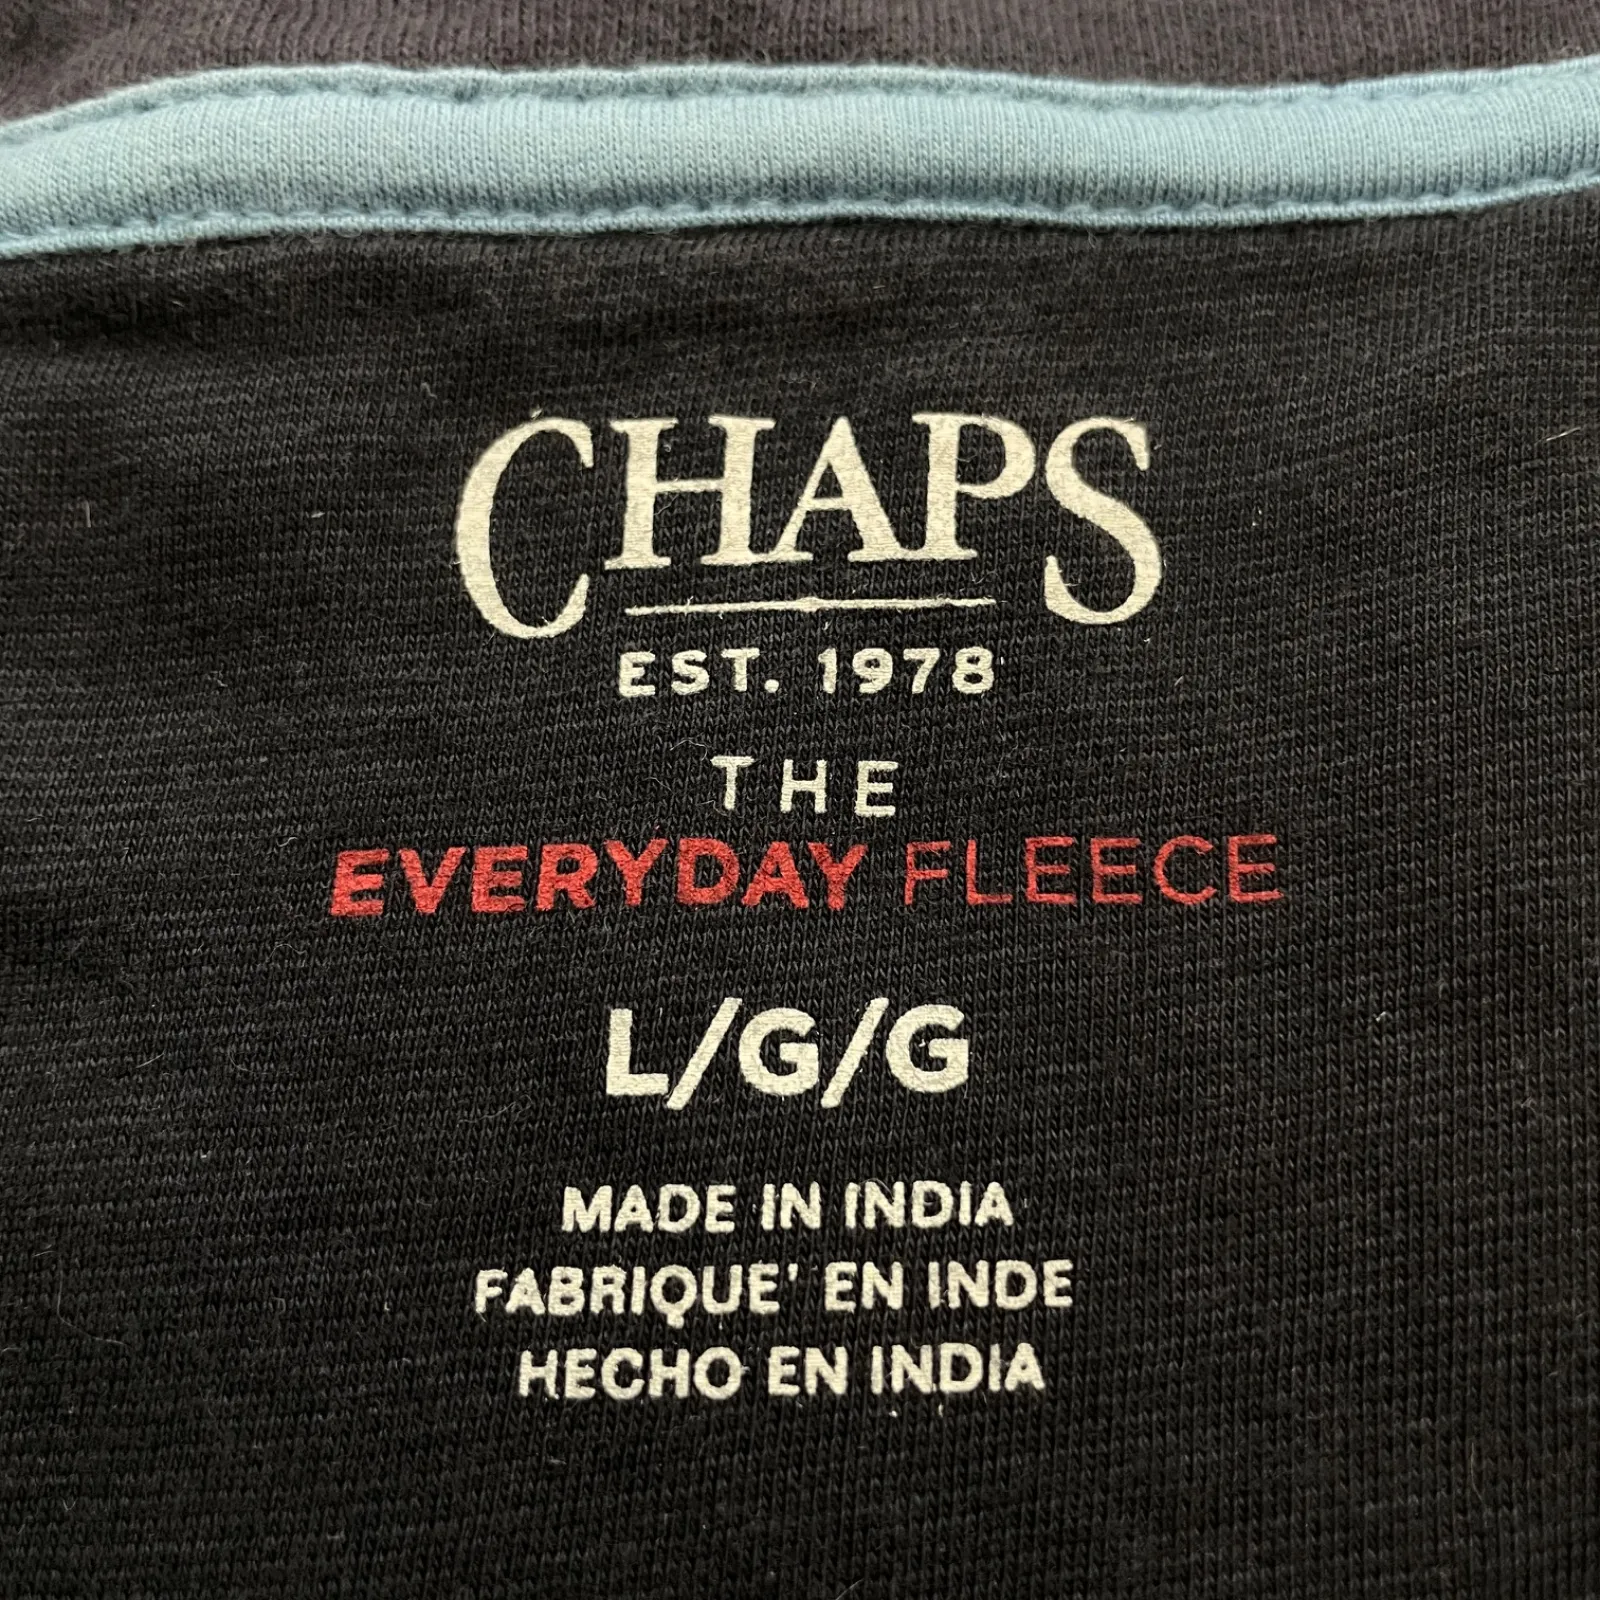 CHAPS
EST. 1978
THE
EVERYDAY FLEECE
L/G/G
MADE IN INDIA
FABRIQUE' EN INDE
HECHO EN INDIA